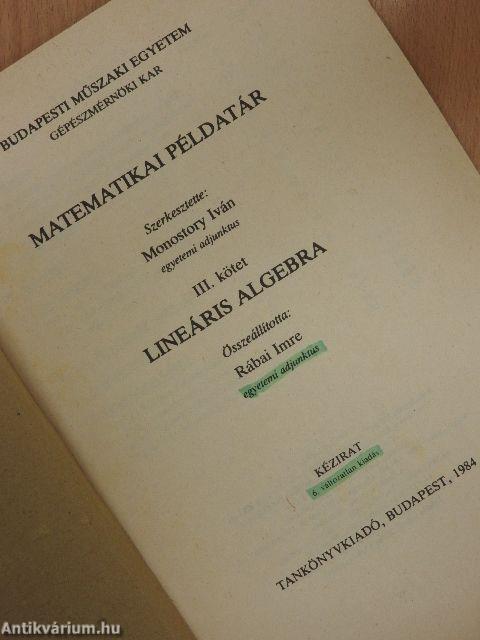 BUDAPESTI MŰSZAKI EGYETEM
GÉPÉSZMÉRNÖKI KAR
MATEMATIKAI PÉLDATÁR
Szerkesztette:
Monostory Iván
egyetemi adjunktus
III. kötet
LINEÁRIS ALGEBRA
Összeállította:
Rábai Imre
egyetemi adjunktus
KÉZIRAT
6. változatlan kiadás
TANKÖNYVKIADÓ, BUDAPEST, 1984
Antikvárium.hu